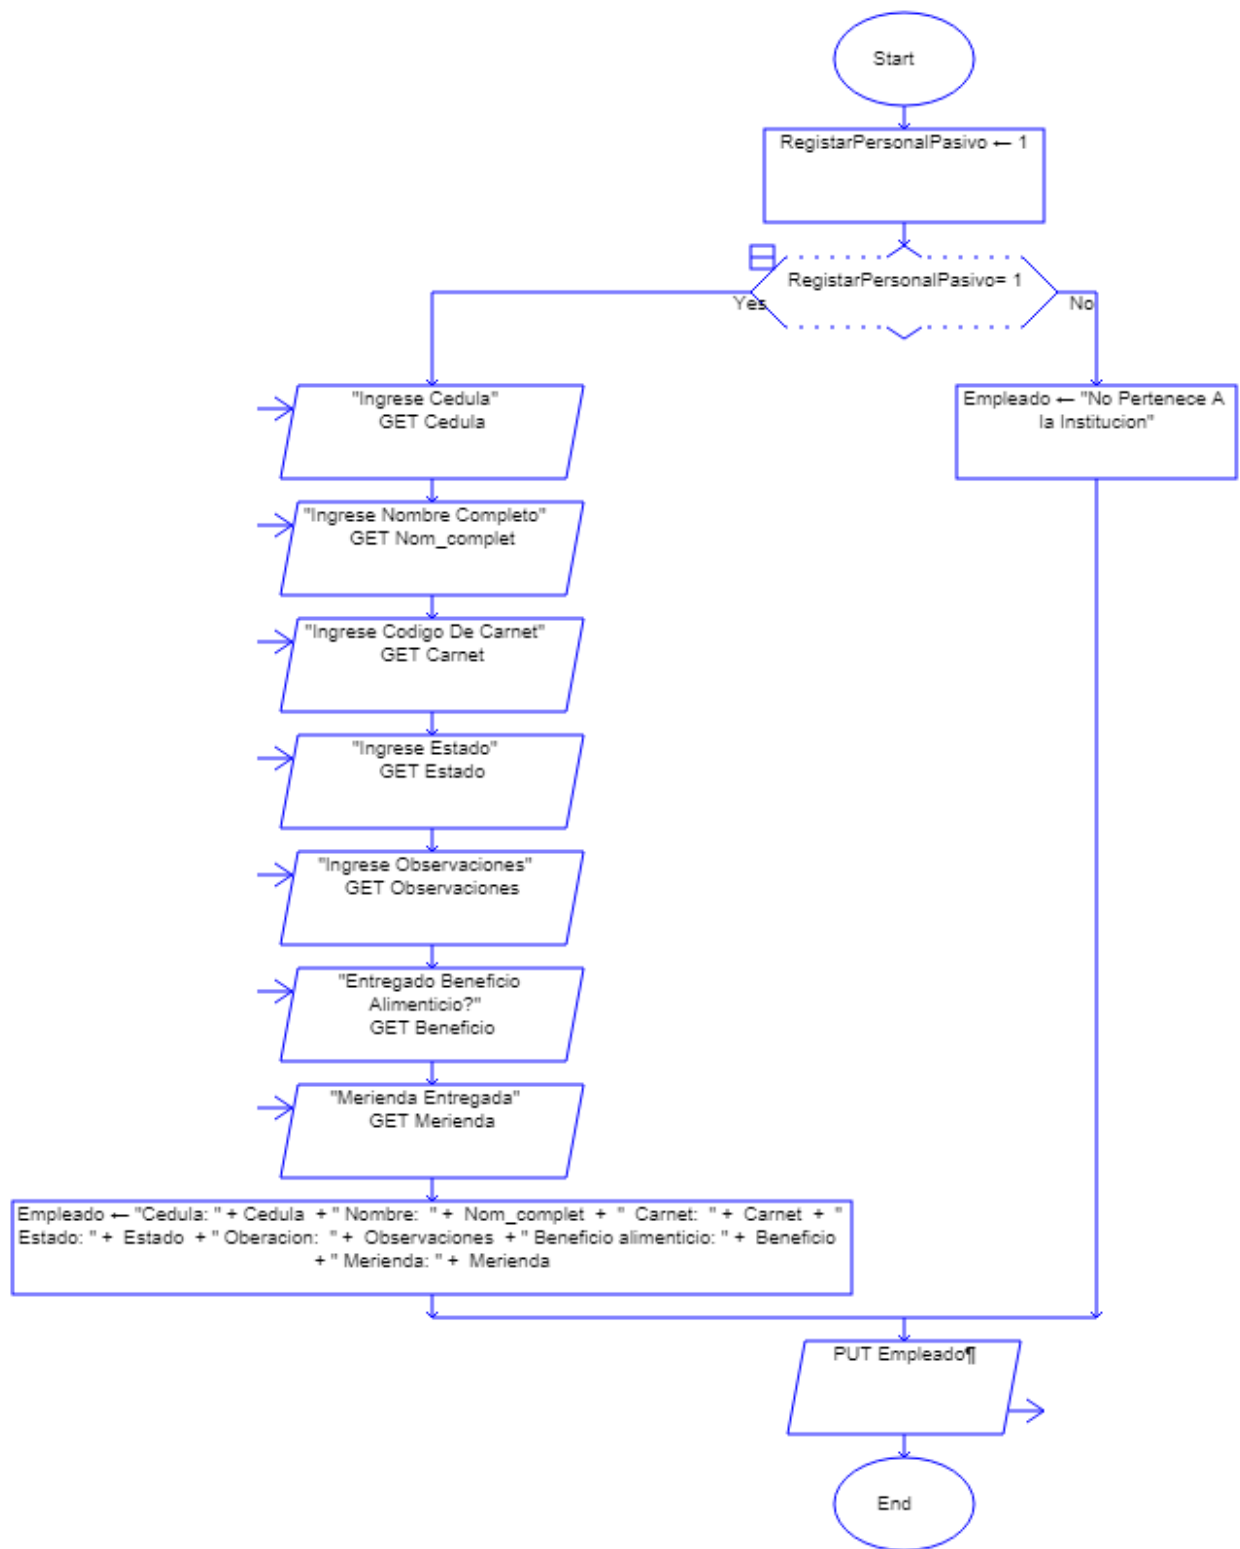 Start
RegistarPersonalPasivo ← 1
RegistarPersonalPasivo= 1
Yes
No
"Ingrese Cedula"
GET Cedula
Empleado ← "No Pertenece A
la Institucion"
"Ingrese Nombre Completo"
GET Nom_complet
"Ingrese Codigo De Carnet"
GET Carnet
"Ingrese Estado"
GET Estado
"Ingrese Observaciones"
GET Observaciones
"Entregado Beneficio
Alimenticio?"
GET Beneficio
"Merienda Entregada"
GET Merienda
Empleado ← "Cedula: " + Cedula + " Nombre: " + Nom_complet + " Carnet: " + Carnet + "
Estado: " + Estado + " Oberacion: " + Observaciones + " Beneficio alimenticio: " + Beneficio
+ " Merienda: " + Merienda
PUT Empleado¶
End